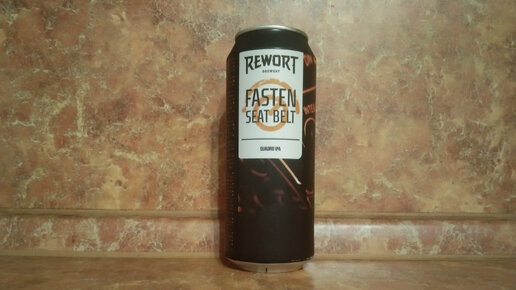 REWORT
BREWERY
FASTEN
SEAT BELT
QUADRO IPA